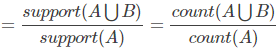 = support(A⋃B) / support(A) = count(A⋃B) / count(A)